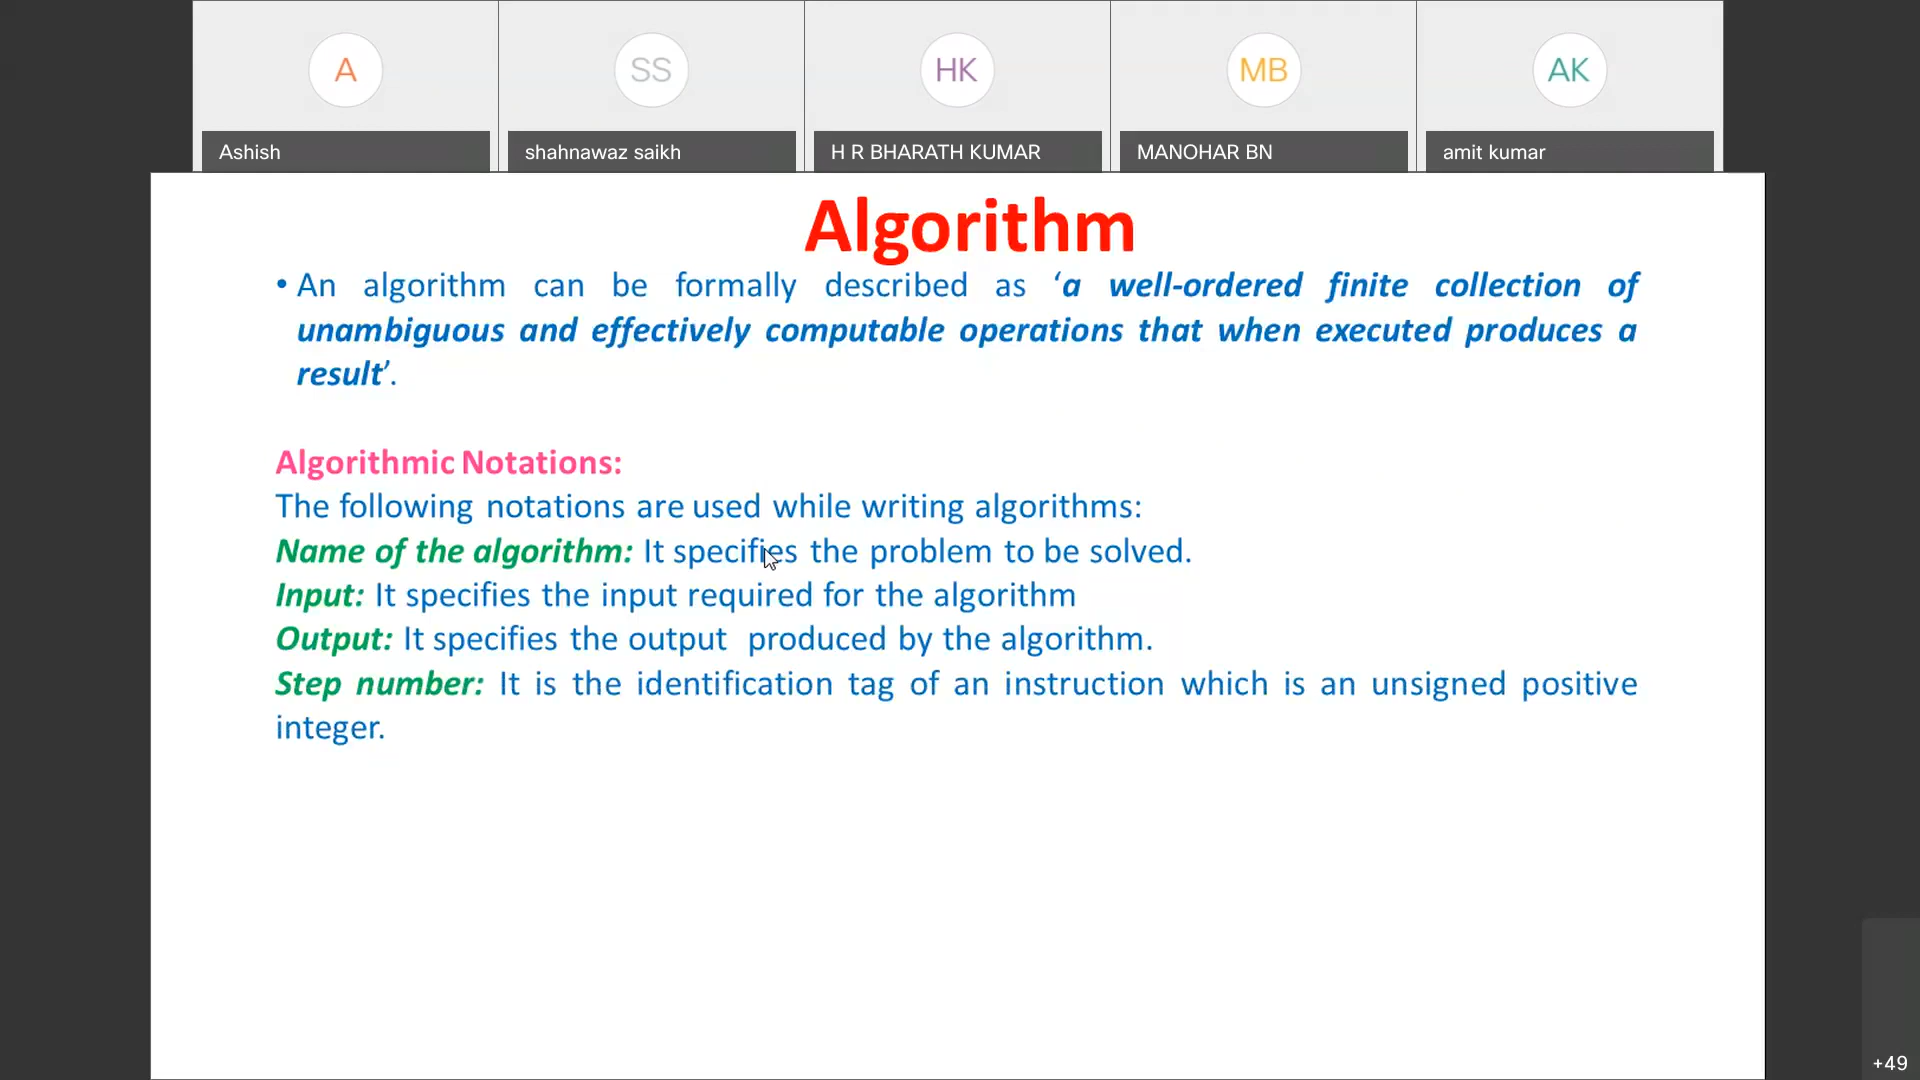 A
SS
HK
MB
AK
Ashish
shahnawaz saikh
H R BHARATH KUMAR
MANOHAR BN
amit kumar
Algorithm
• An algorithm can be formally described as ‘a well-ordered finite collection of
unambiguous and effectively computable operations that when executed produces a
result’.
Algorithmic Notations:
The following notations are used while writing algorithms:
Name of the algorithm: It specifies the problem to be solved.
Input: It specifies the input required for the algorithm
Output: It specifies the output produced by the algorithm.
Step number: It is the identification tag of an instruction which is an unsigned positive
integer.
+49